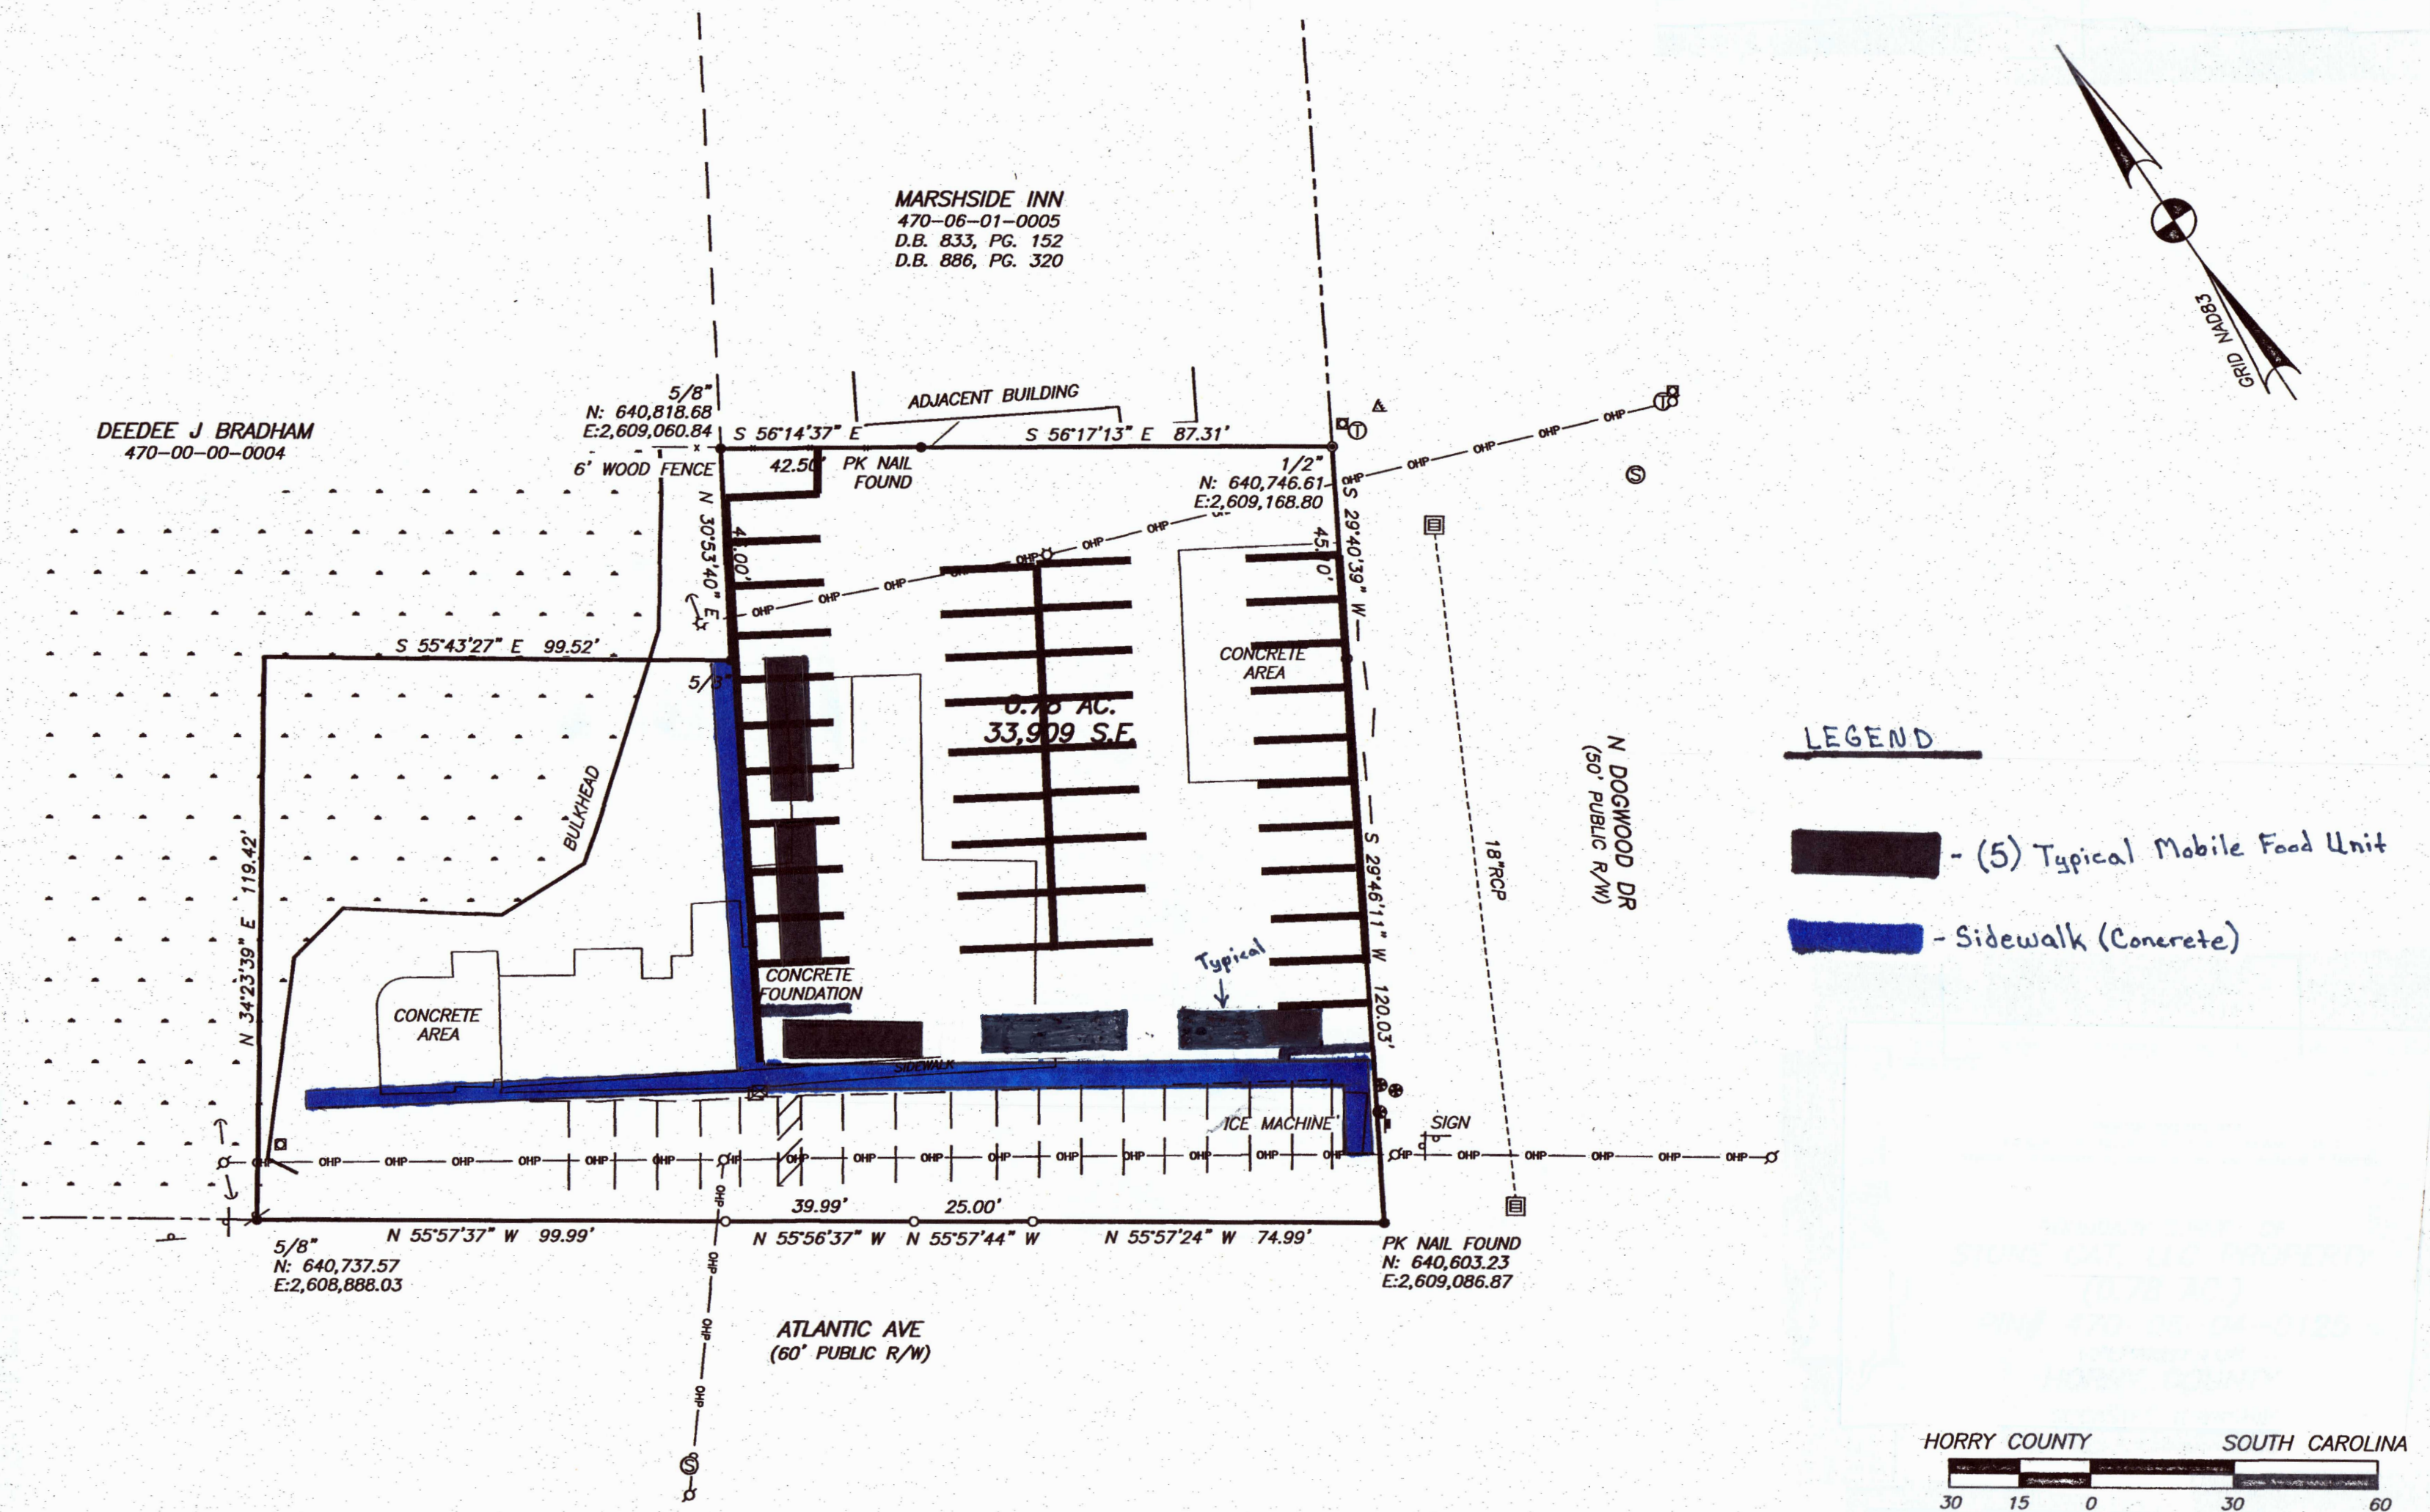 MARSHSIDE INN
470-06-01-0005
D.B. 833, PG. 152
D.B. 886, PG. 320
GRID NAD83
DEEDEE J BRADHAM
470-00-00-0004
5/8"
N: 640,818.68
E:2,609,060.84
6' WOOD FENCE
ADJACENT BUILDING
S 56°14'37" E
42.50'
PK NAIL
FOUND
S 56°17'13" E 87.31'
1/2"
N: 640,746.61
E:2,609,168.80
N 30°53'40" E
S 29°40'39" W
S 55°43'27" E 99.52'
5/8"
BULKHEAD
N 34°23'39" E 119.42'
CONCRETE
AREA
33,909 S.F.
CONCRETE
AREA
N DOGWOOD DR
(50' PUBLIC R/W)
18"RCP
S 29°46'11" W 120.03'
LEGEND
- (5) Typical Mobile Food Unit
- Sidewalk (Concrete)
Typical
CONCRETE
FOUNDATION
SIDEWALK
ICE MACHINE
SIGN
OHP OHP OHP OHP OHP OHP OHP OHP
39.99'
25.00'
N 55°57'37" W 99.99'
N 55°56'37" W
N 55°57'44" W
N 55°57'24" W 74.99'
5/8"
N: 640,737.57
E:2,608,888.03
PK NAIL FOUND
N: 640,603.23
E:2,609,086.87
ATLANTIC AVE
(60' PUBLIC R/W)
HORRY COUNTY SOUTH CAROLINA
30 15 0 30 60